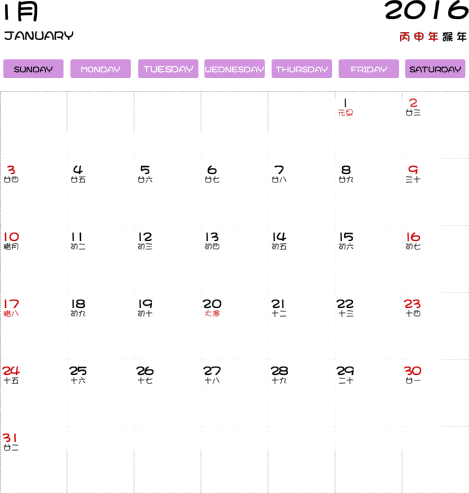 1月 2016
JANUARY 丙申年猴年
SUNDAY MONDAY TUESDAY WEDNESDAY THURSDAY FRIDAY SATURDAY
1 2
元旦 廿三
3 4 5 6 7 8 9
廿四 廿五 廿六 廿七 廿八 廿九 三十
10 11 12 13 14 15 16
腊月 初二 初三 初四 初五 初六 初七
17 18 19 20 21 22 23
腊八 初九 初十 大寒 十二 十三 十四
24 25 26 27 28 29 30
十五 十六 十七 十八 十九 二十 廿一
31
廿二